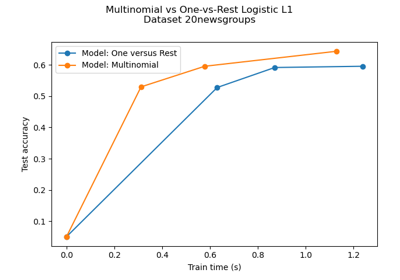 Multinomial vs One-vs-Rest Logistic L1
Dataset 20newsgroups
Model: One versus Rest
Model: Multinomial
Test accuracy
0.6
0.5
0.4
0.3
0.2
0.1
0.0 0.2 0.4 0.6 0.8 1.0 1.2
Train time (s)